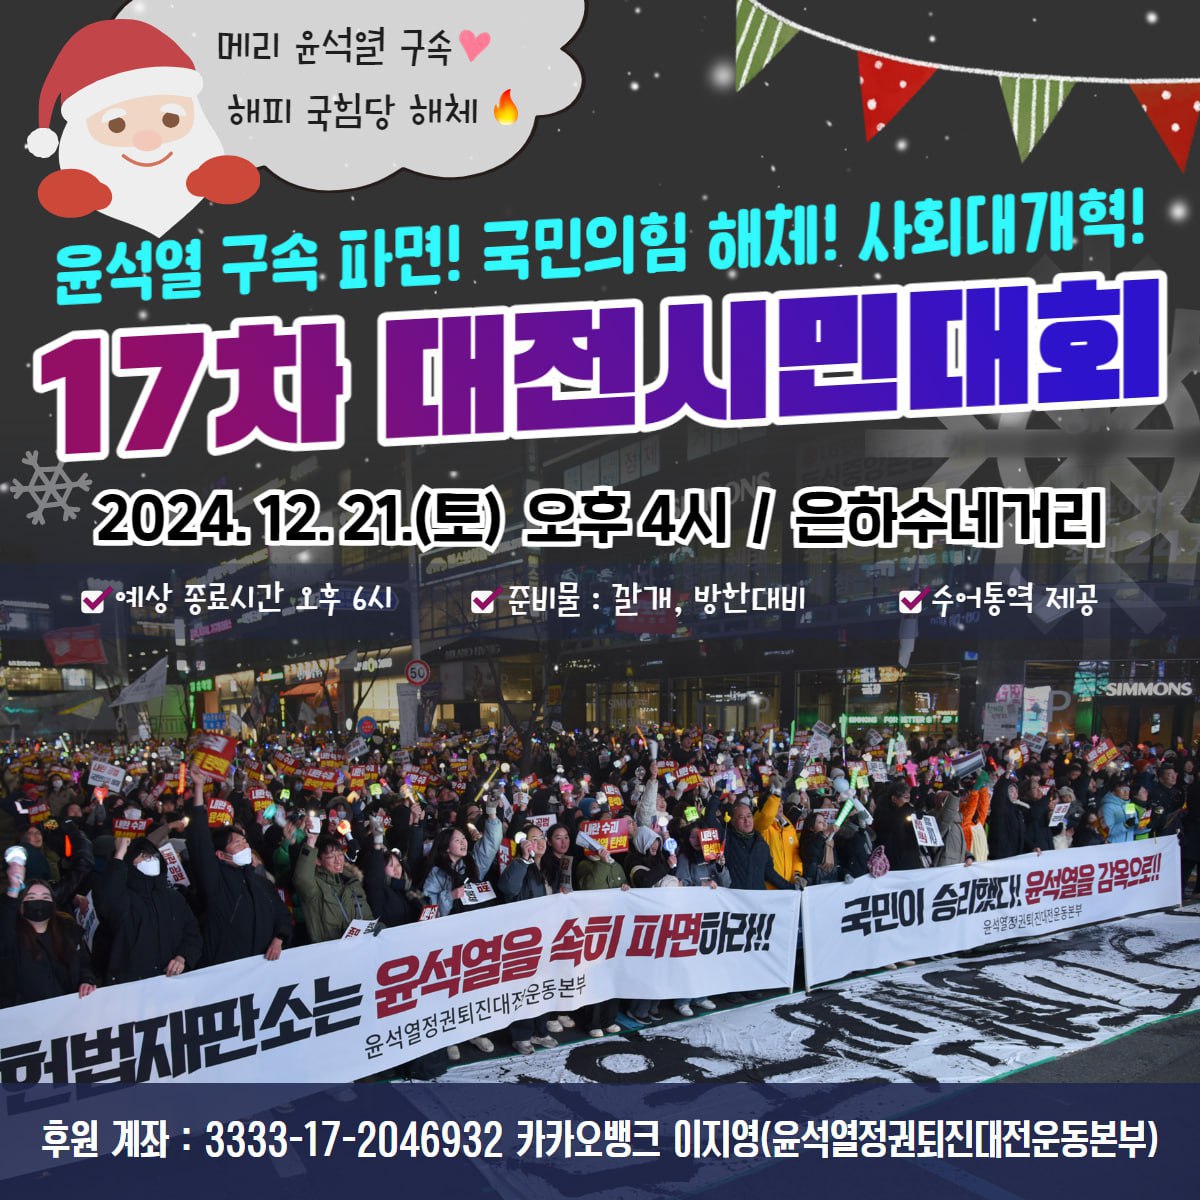 메리 윤석열 구속
해피 국힘당 해체
윤석열 구속 파면! 국민의힘 해체! 사회대개혁!
17차 대전시민대회
2024. 12. 21.(토) 오후 4시 / 은하수네거리
예상 종료시간 오후 6시
준비물 : 깔개, 방한대비
수어통역 제공
SIMMONS
SIMMONS
50
헌법재판소는 윤석열을 속히 파면하라!!
윤석열정권퇴진대전운동본부
국민이 승리했다! 윤석열을 감옥으로!!
윤석열정권퇴진대전운동본부
후원 계좌 : 3333-17-2046932 카카오뱅크 이지영(윤석열정권퇴진대전운동본부)